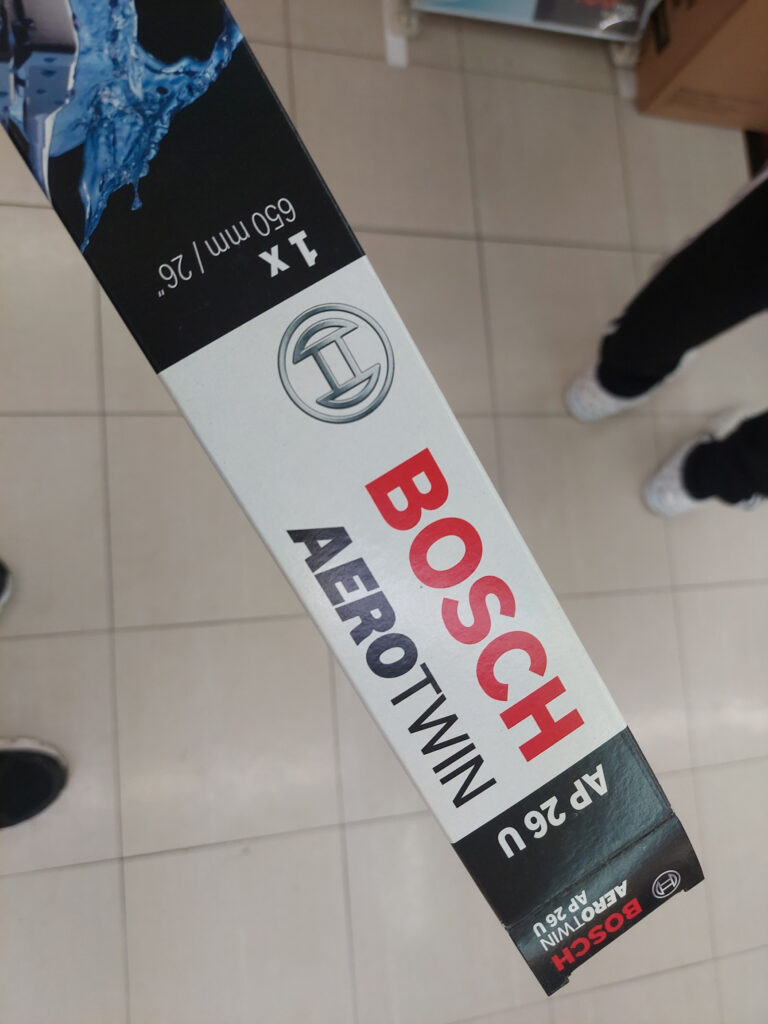 1 x
650 mm / 26"
BOSCH
AEROTWIN
AP 26 U
BOSCH
AEROTWIN
AP 26 U